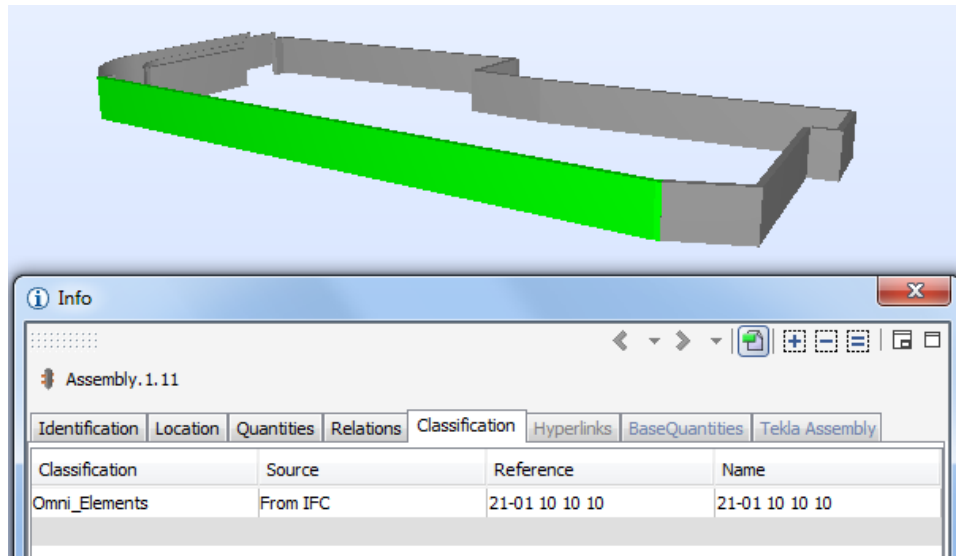 Info
Assembly.1.11
Identification Location Quantities Relations Classification Hyperlinks BaseQuantities Tekla Assembly
Classification Source Reference Name
Omni_Elements From IFC 21-01 10 10 10 21-01 10 10 10